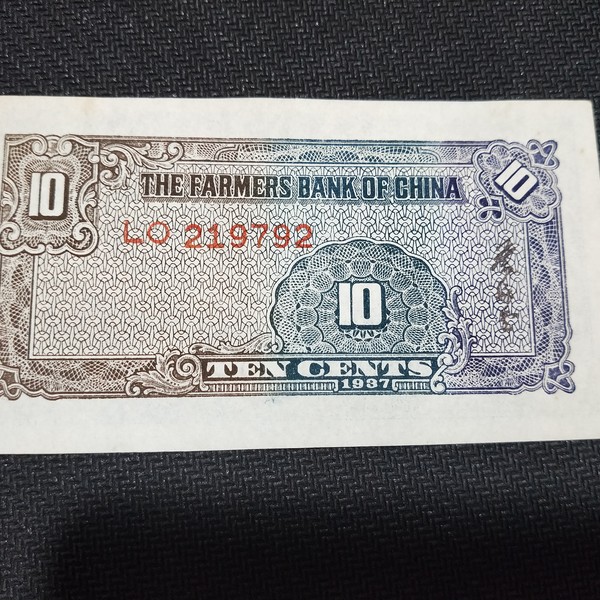 10
10
THE FARMERS BANK OF CHINA
LO 219792
10
TEN CENTS
1937